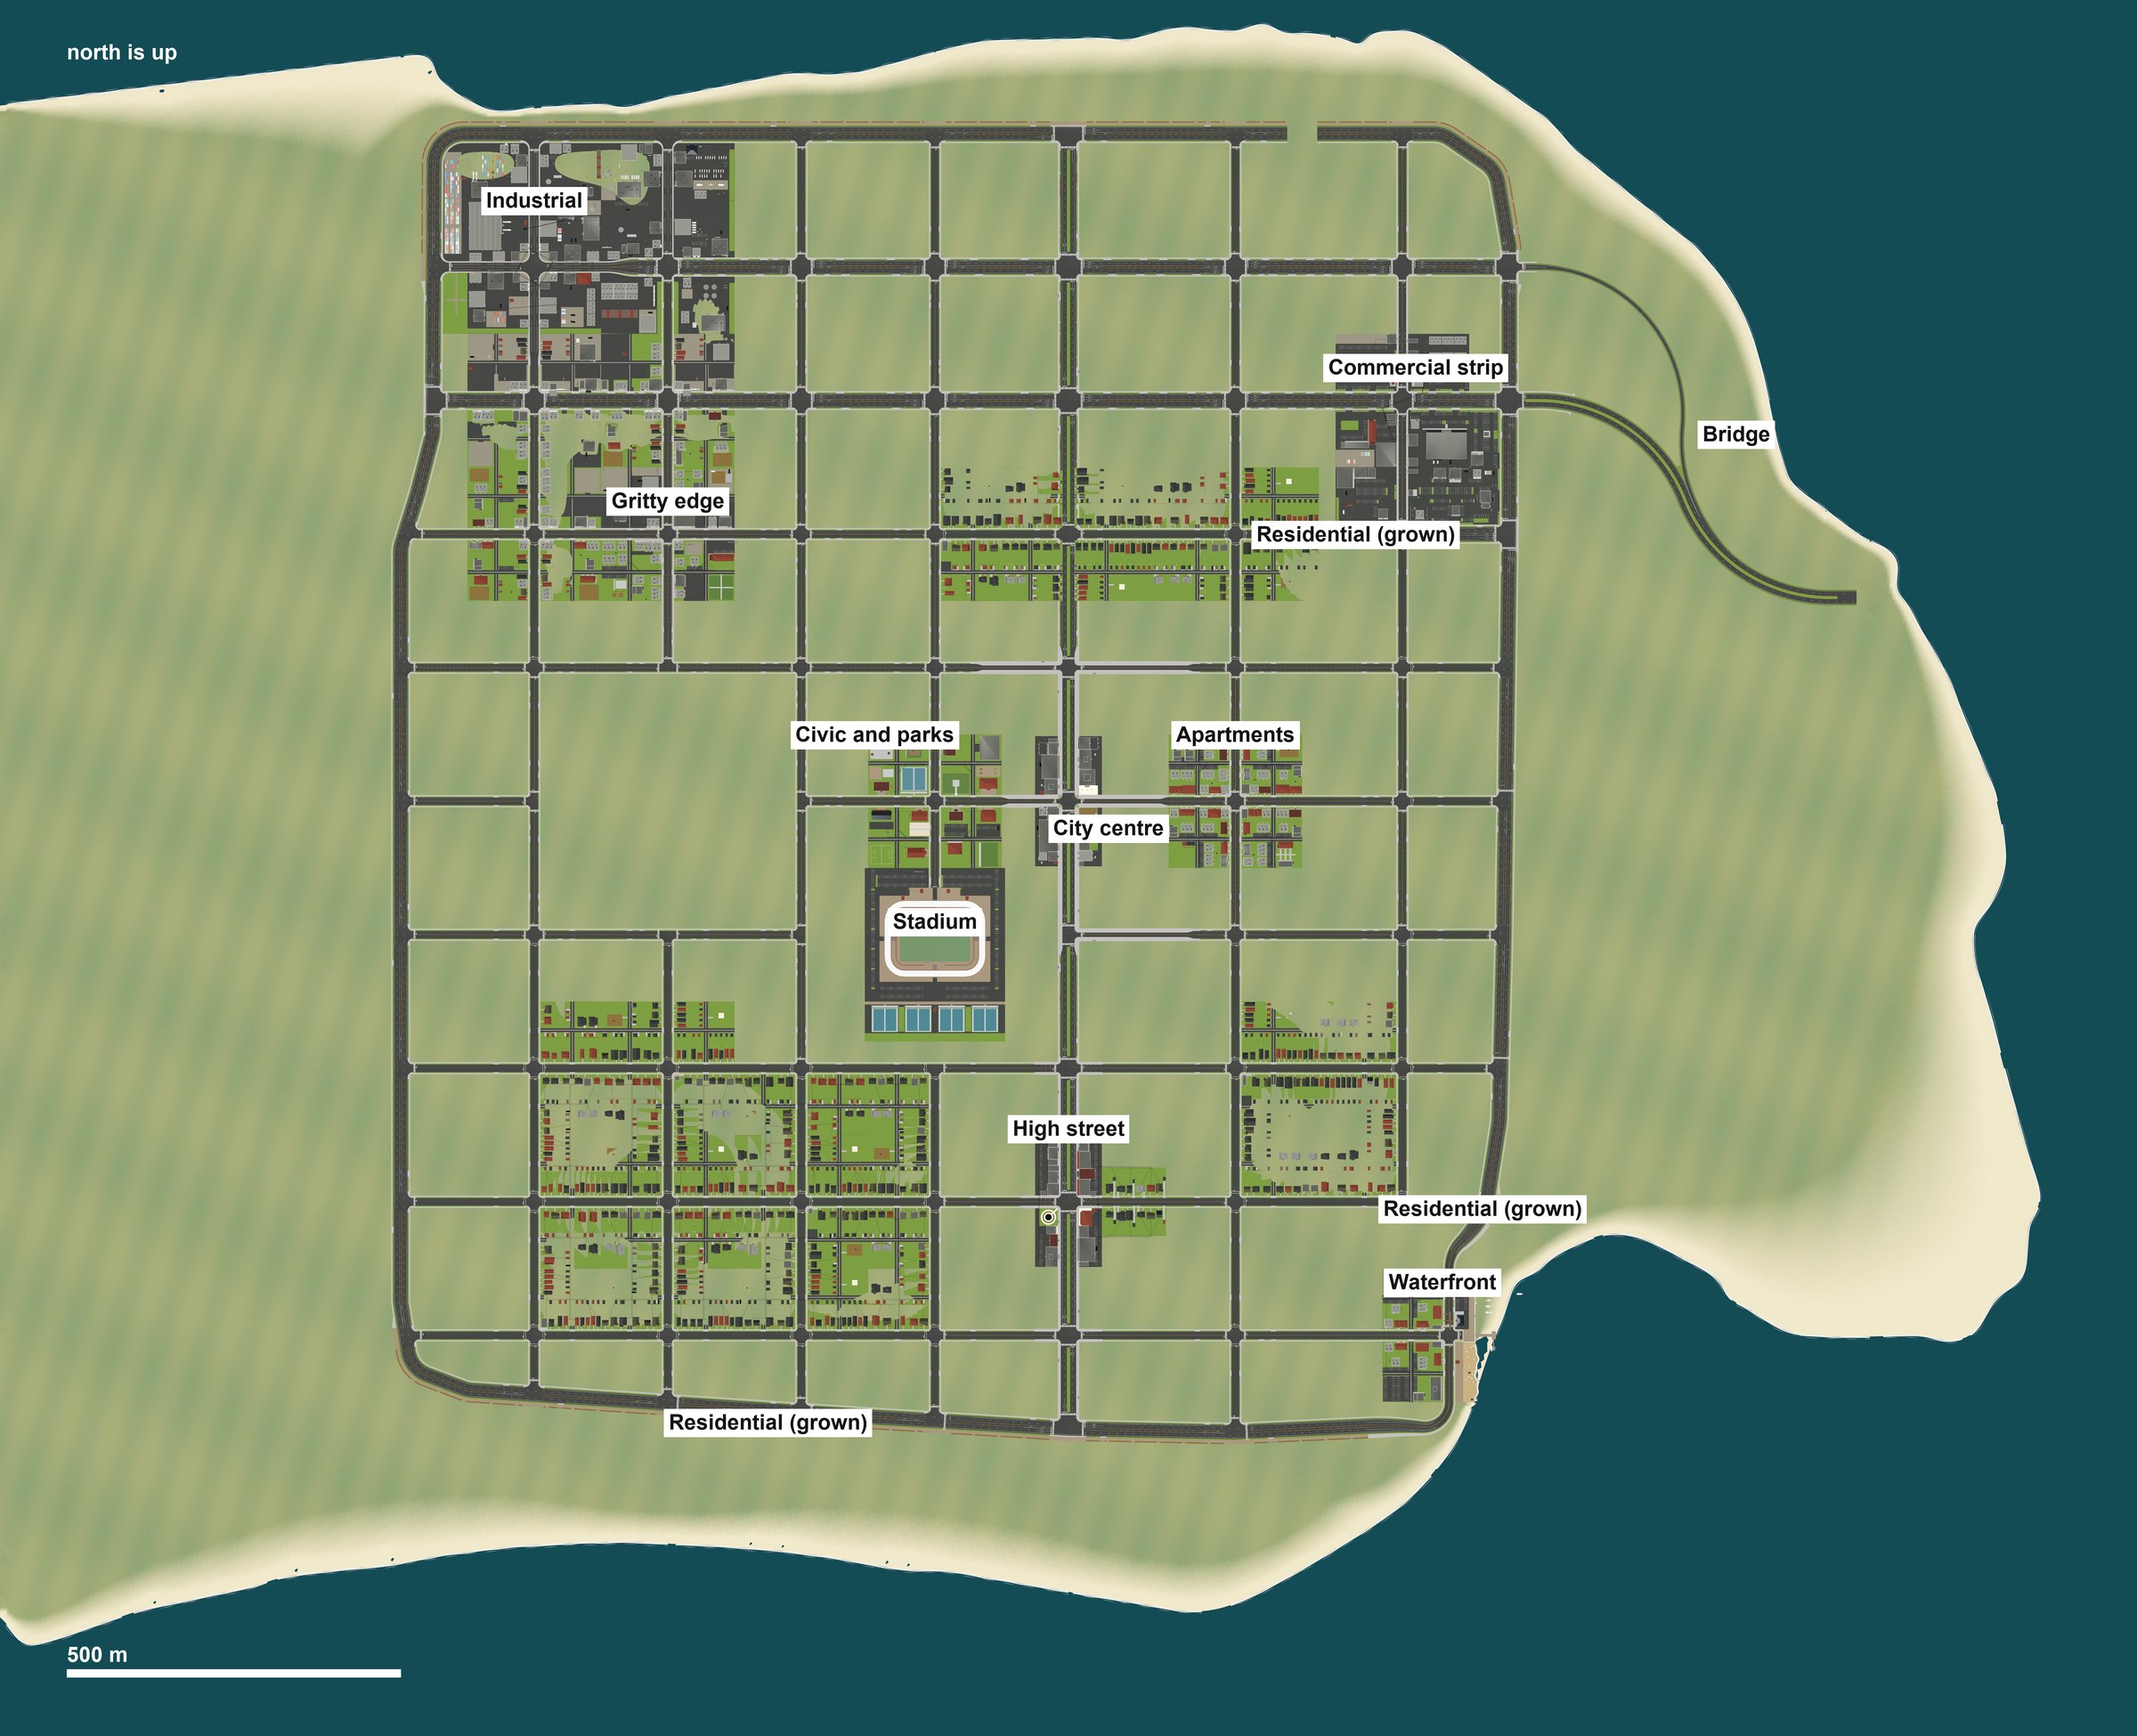 north is up
Industrial
Commercial strip
Bridge
Gritty edge
Residential (grown)
Civic and parks
Apartments
City centre
Stadium
High street
Residential (grown)
Waterfront
Residential (grown)
500 m